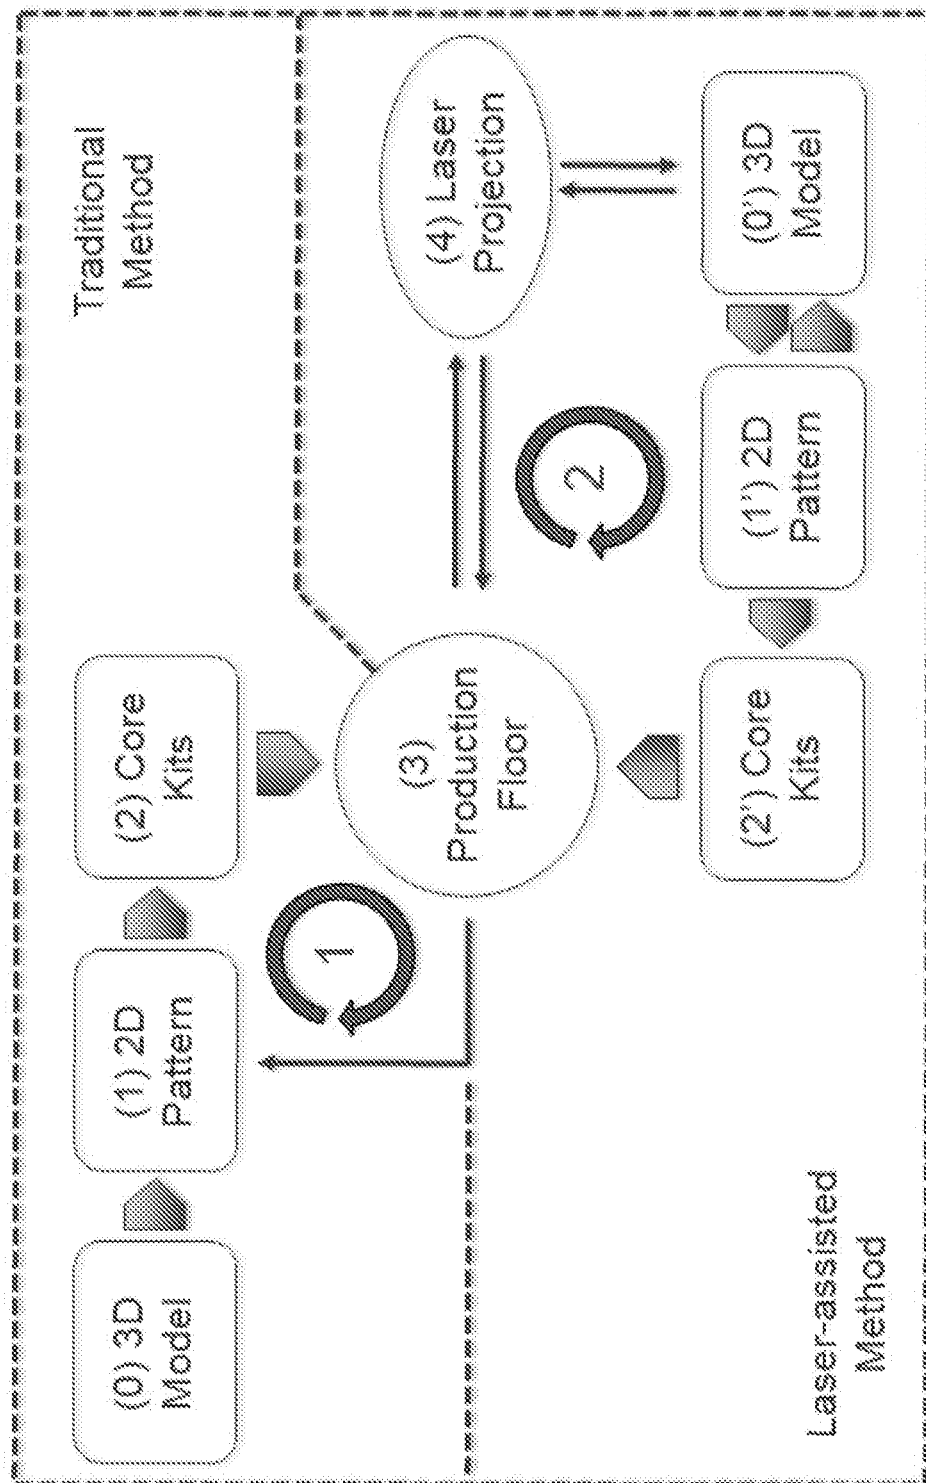 Traditional
Method
(0) 3D
Model
(1) 2D
Pattern
(2) Core
Kits
1
(3)
Production
Floor
(4) Laser
Projection
2
(2') Core
Kits
(1') 2D
Pattern
(0') 3D
Model
Laser-assisted
Method